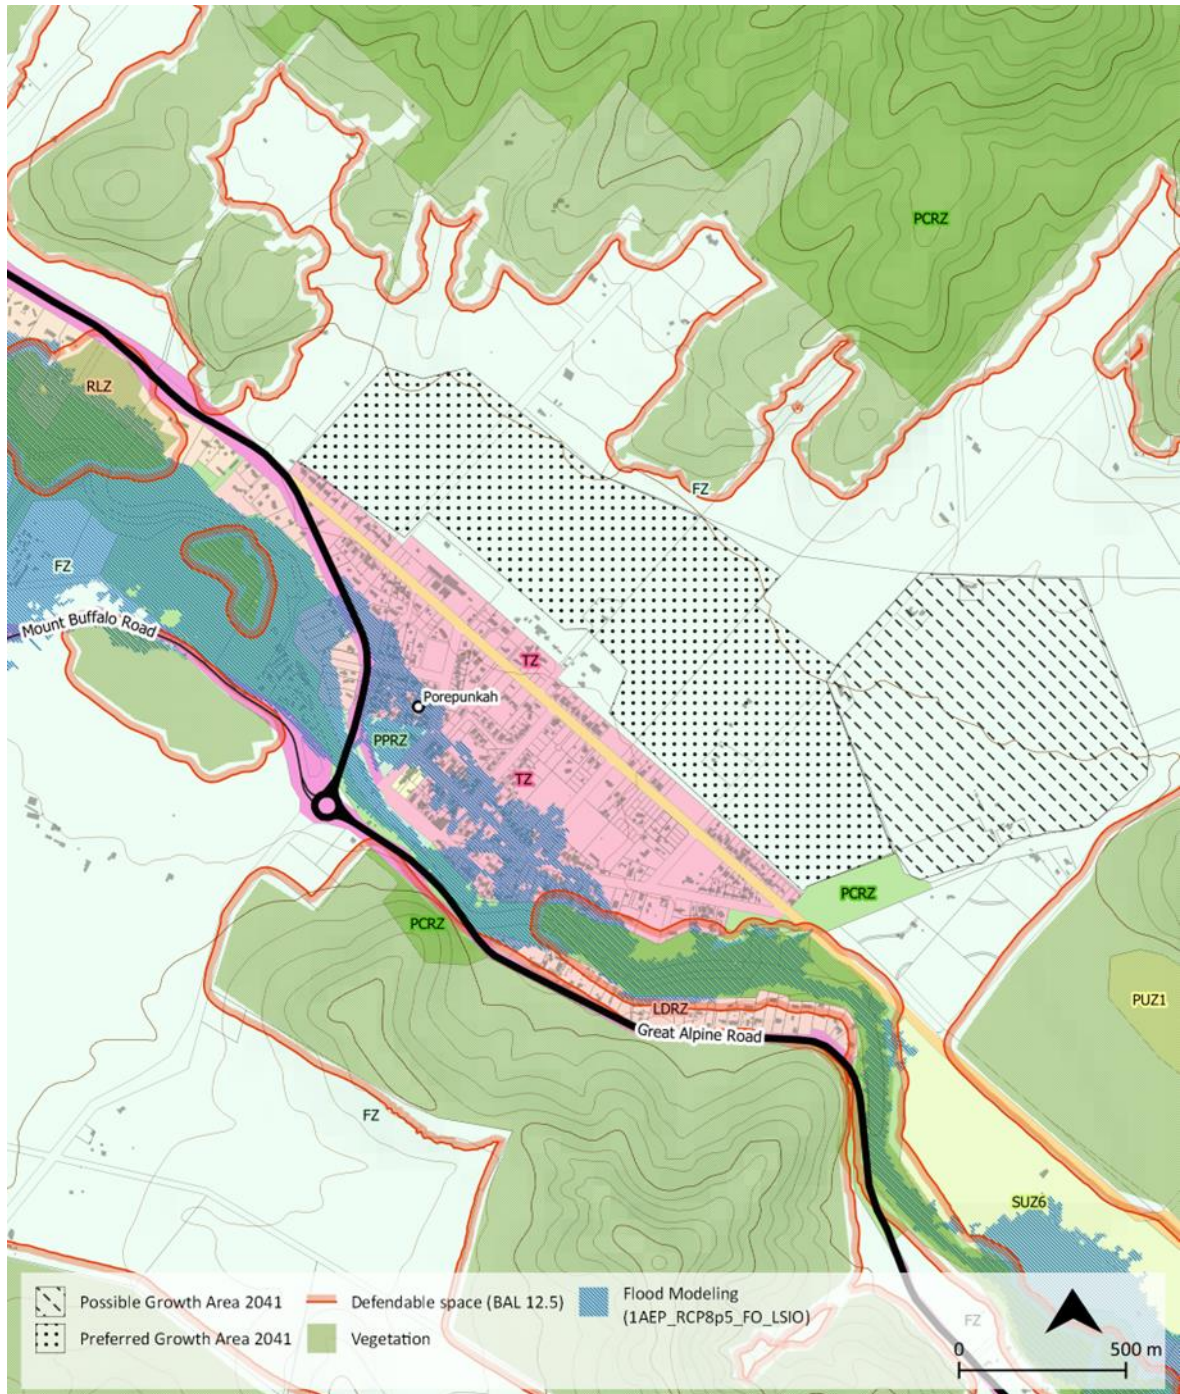 PCRZ
RLZ
FZ
FZ
Mount Buffalo Road
TZ
Porepunkah
PPRZ
TZ
PCRZ
PCRZ
PUZ1
LDRZ
Great Alpine Road
FZ
SUZ6
Possible Growth Area 2041
Preferred Growth Area 2041
Defendable space (BAL 12.5)
Vegetation
Flood Modeling
(1AEP_RCP8p5_FO_LSIO)
FZ
0 500 m